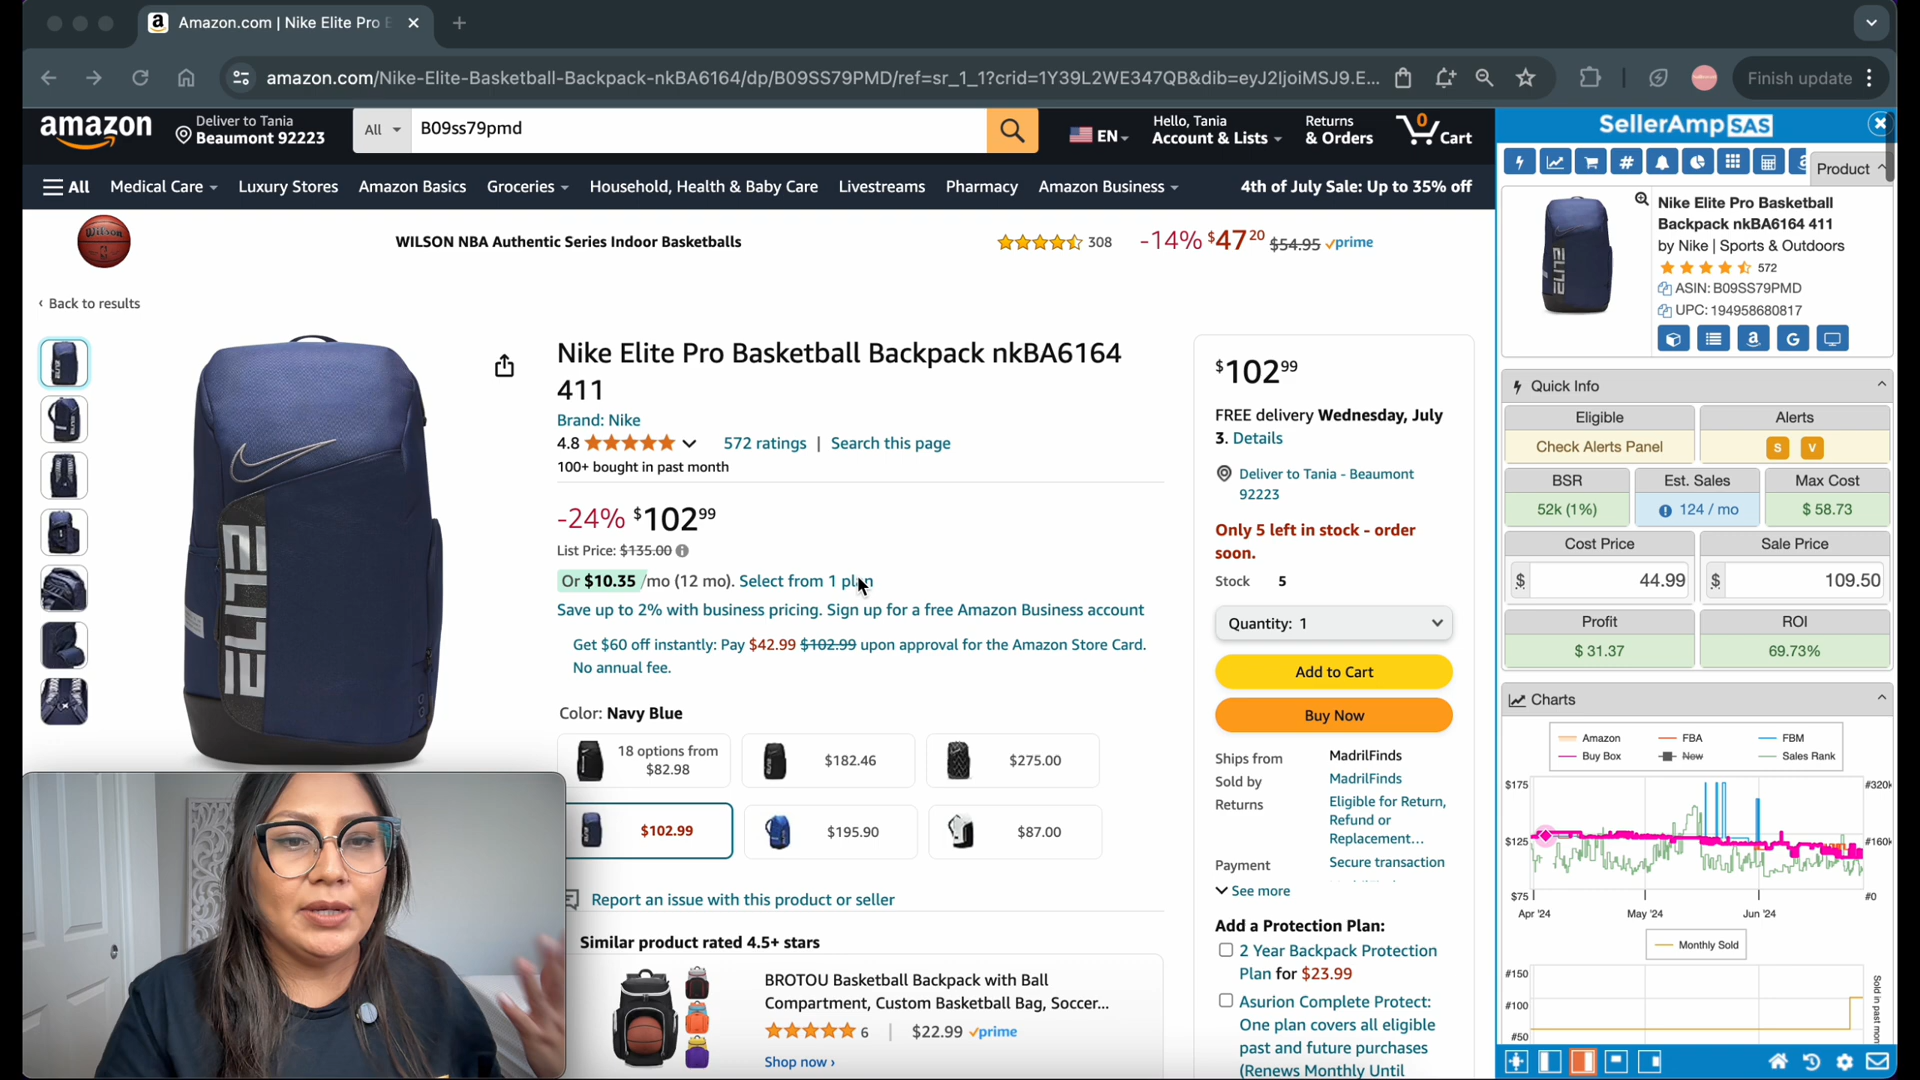 Amazon.com | Nike Elite Pro B
amazon.com/Nike-Elite-Basketball-Backpack-nkBA6164/dp/B09SS79PMD/ref=sr_1_1?crid=1Y39L2WE347QB&dib=eyJ2IjoiMSJ9.E...
Finish update
amazon
Deliver to Tania
Beaumont 92223
All
B09ss79pmd
EN
Hello, Tania
Account & Lists
Returns
& Orders
0
Cart
All
Medical Care
Luxury Stores
Amazon Basics
Groceries
Household, Health & Baby Care
Livestreams
Pharmacy
Amazon Business
4th of July Sale: Up to 35% off
Wilson
WILSON NBA Authentic Series Indoor Basketballs
308
-14% $47.20 $54.95 prime
‹ Back to results
ELITE
Nike Elite Pro Basketball Backpack nkBA6164
411
Brand: Nike
4.8
572 ratings | Search this page
100+ bought in past month
-24% $102.99
List Price: $135.00
Or $10.35 /mo (12 mo). Select from 1 plan
Save up to 2% with business pricing. Sign up for a free Amazon Business account
Get $60 off instantly: Pay $42.99 $102.99 upon approval for the Amazon Store Card.
No annual fee.
Color: Navy Blue
18 options from
$82.98
$182.46
$275.00
$102.99
$195.90
$87.00
Report an issue with this product or seller
Similar product rated 4.5+ stars
BROTOU Basketball Backpack with Ball
Compartment, Custom Basketball Bag, Soccer...
6 | $22.99 prime
Shop now ›
$102.99
FREE delivery Wednesday, July
3. Details
Deliver to Tania - Beaumont
92223
Only 5 left in stock - order
soon.
Stock 5
Quantity: 1
Add to Cart
Buy Now
Ships from MadrilFinds
Sold by MadrilFinds
Returns Eligible for Return,
Refund or
Replacement...
Payment Secure transaction
See more
Add a Protection Plan:
2 Year Backpack Protection
Plan for $23.99
Asurion Complete Protect:
One plan covers all eligible
past and future purchases
(Renews Monthly Until
SellerAmp SAS
Product
Nike Elite Pro Basketball
Backpack nkBA6164 411
by Nike | Sports & Outdoors
572
ASIN: B09SS79PMD
UPC: 194958680817
Quick Info
Eligible
Alerts
Check Alerts Panel
S V
BSR
Est. Sales
Max Cost
52k (1%)
124 / mo
$ 58.73
Cost Price
Sale Price
$ 44.99
$ 109.50
Profit
ROI
$ 31.37
69.73%
Charts
Amazon
FBA
FBM
Buy Box
New
Sales Rank
$175
#320k
$125
#160k
$75
#0
Apr '24
May '24
Jun '24
Monthly Sold
#150
#100
#50
Sold in past mon